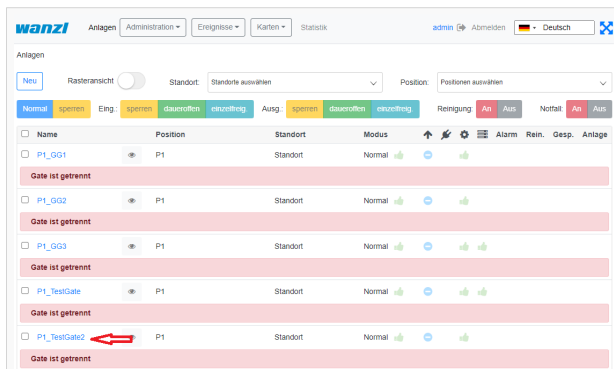 wanzl Anlagen Administration Ereignisse Karten Statistik admin Abmelden Deutsch
Anlagen
Neu Rasteransicht Standort: Standorte auswählen Position: Positionen auswählen
Normal sperren Eing.: sperren daueroffen einzelfreig. Ausg.: sperren daueroffen einzelfreig. Reinigung: An Aus Notfall: An Aus
Name Position Standort Modus Alarm Rein. Gesp. Anlage
P1_GG1 P1 Standort Normal
Gate ist getrennt
P1_GG2 P1 Standort Normal
Gate ist getrennt
P1_GG3 P1 Standort Normal
Gate ist getrennt
P1_TestGate P1 Standort Normal
Gate ist getrennt
P1_TestGate2 P1 Standort Normal
Gate ist getrennt